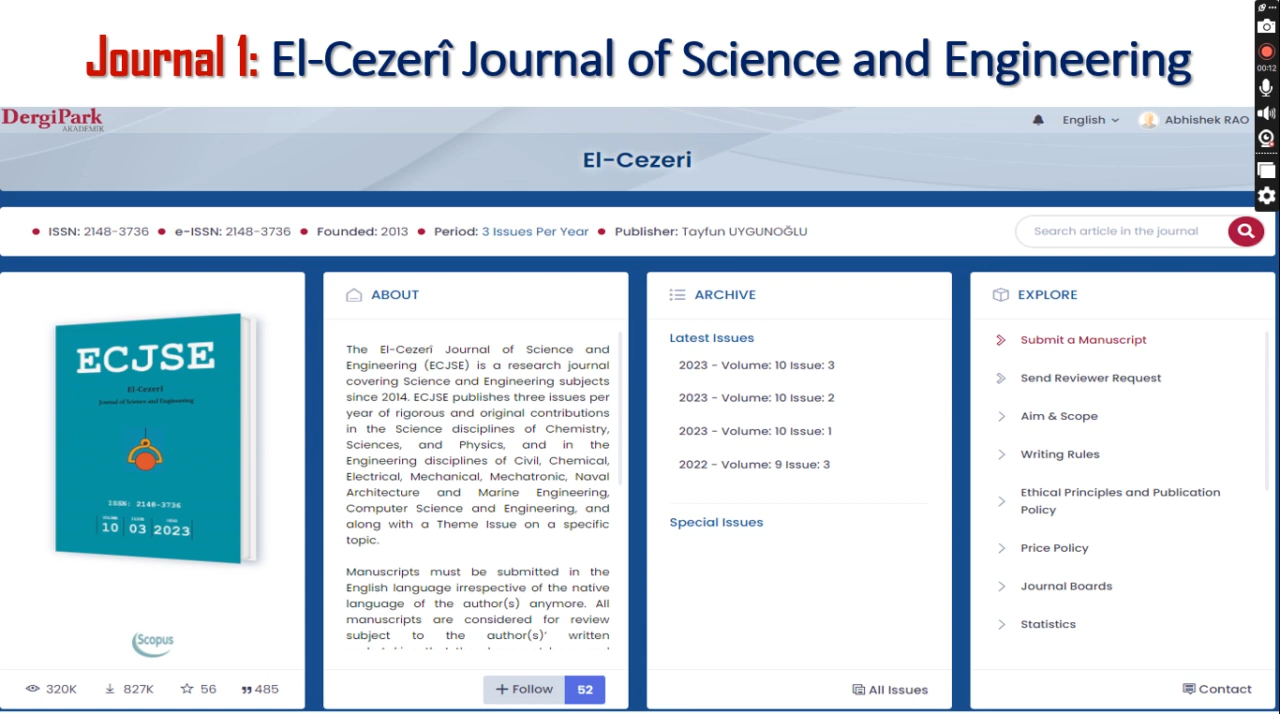 Journal 1: El-Cezerî Journal of Science and Engineering
00:12
DergiPark
AKADEMİK
English
Abhishek RAO
El-Cezeri
ISSN: 2148-3736 e-ISSN: 2148-3736 Founded: 2013 Period: 3 Issues Per Year Publisher: Tayfun UYGUNOĞLU
Search article in the journal
ECJSE
El-Cezerî
Journal of Science and Engineering
ISSN: 2148-3736
VOLUME ISSUE YEAR
10 03 2023
Scopus
320K 827K 56 485
ABOUT
The El-Cezerî Journal of Science and
Engineering (ECJSE) is a research journal
covering Science and Engineering subjects
since 2014. ECJSE publishes three issues per
year of rigorous and original contributions
in the Science disciplines of Chemistry,
Sciences, and Physics, and in the
Engineering disciplines of Civil, Chemical,
Electrical, Mechanical, Mechatronic, Naval
Architecture and Marine Engineering,
Computer Science and Engineering, and
along with a Theme Issue on a specific
topic.
Manuscripts must be submitted in the
English language irrespective of the native
language of the author(s) anymore. All
manuscripts are considered for review
subject to the author(s)' written
+ Follow 52
ARCHIVE
Latest Issues
2023 - Volume: 10 Issue: 3
2023 - Volume: 10 Issue: 2
2023 - Volume: 10 Issue: 1
2022 - Volume: 9 Issue: 3
Special Issues
All Issues
EXPLORE
Submit a Manuscript
Send Reviewer Request
Aim & Scope
Writing Rules
Ethical Principles and Publication
Policy
Price Policy
Journal Boards
Statistics
Contact